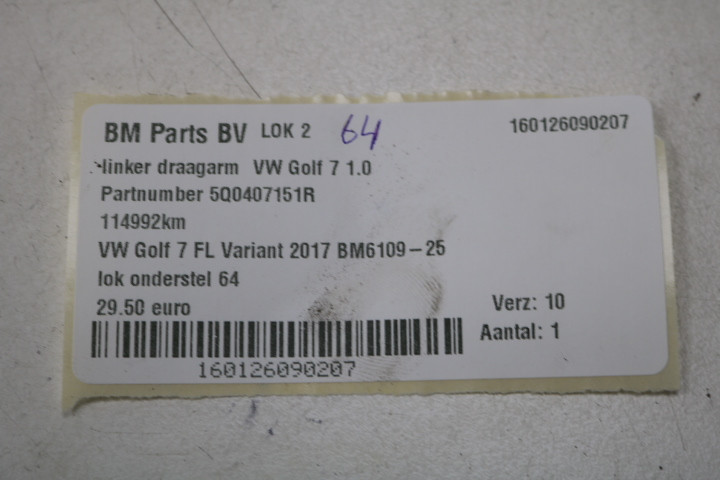 BM Parts BV LOK 2 64 160126090207
linker draagarm VW Golf 7 1.0
Partnumber 5Q0407151R
114992km
VW Golf 7 FL Variant 2017 BM6109-25
lok onderstel 64
29.50 euro Verz: 10
Aantal: 1
160126090207